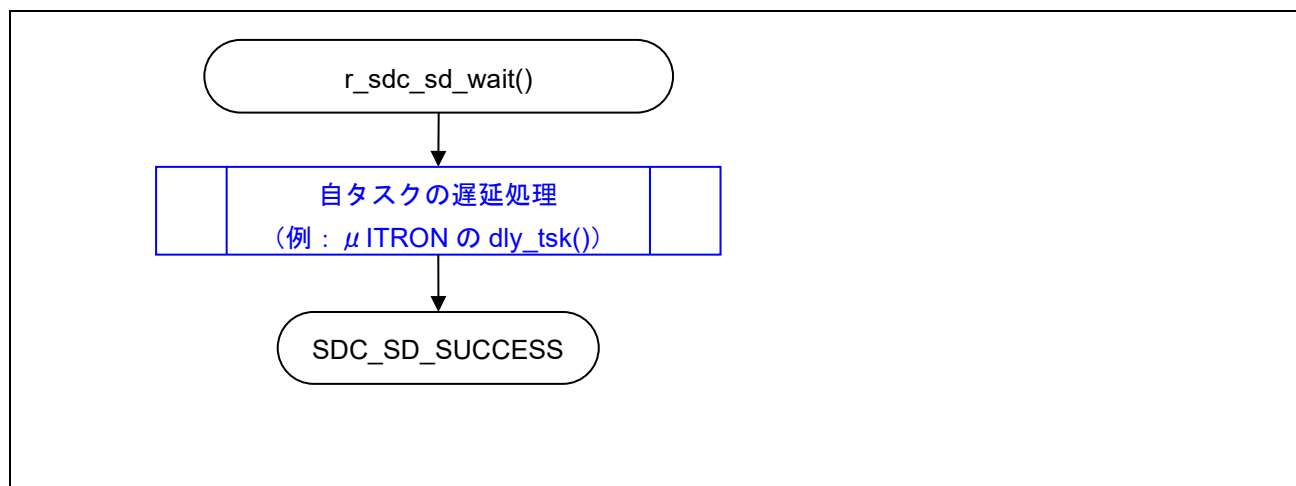 r_sdc_sd_wait()
自タスクの遅延処理
（例：μITRON の dly_tsk()）
SDC_SD_SUCCESS